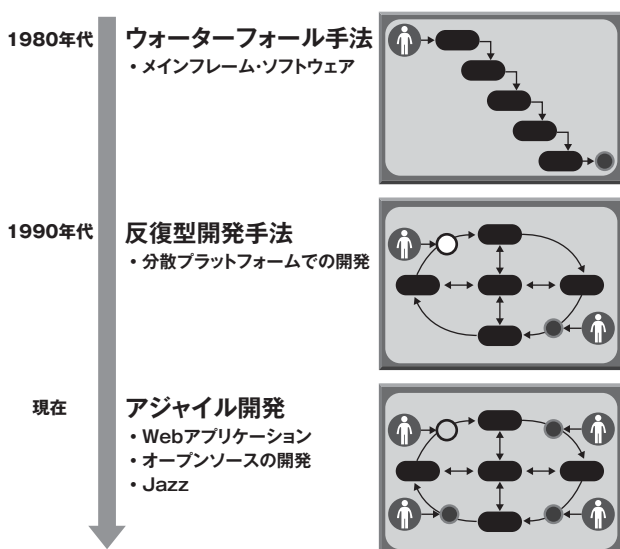 1980年代
ウォーターフォール手法
・メインフレーム・ソフトウェア
1990年代
反復型開発手法
・分散プラットフォームでの開発
現在
アジャイル開発
・Webアプリケーション
・オープンソースの開発
・Jazz